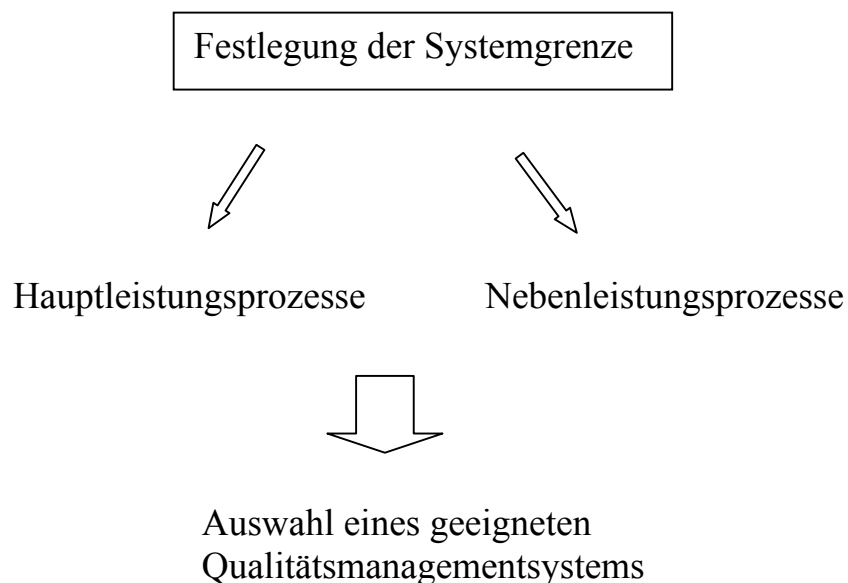 Festlegung der Systemgrenze
Hauptleistungsprozesse
Nebenleistungsprozesse
Auswahl eines geeigneten
Qualitätsmanagementsystems